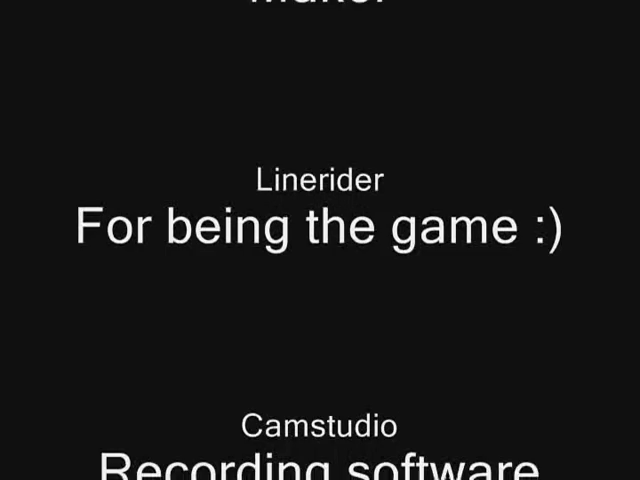 Linerider
For being the game :)
Camstudio
Recording software